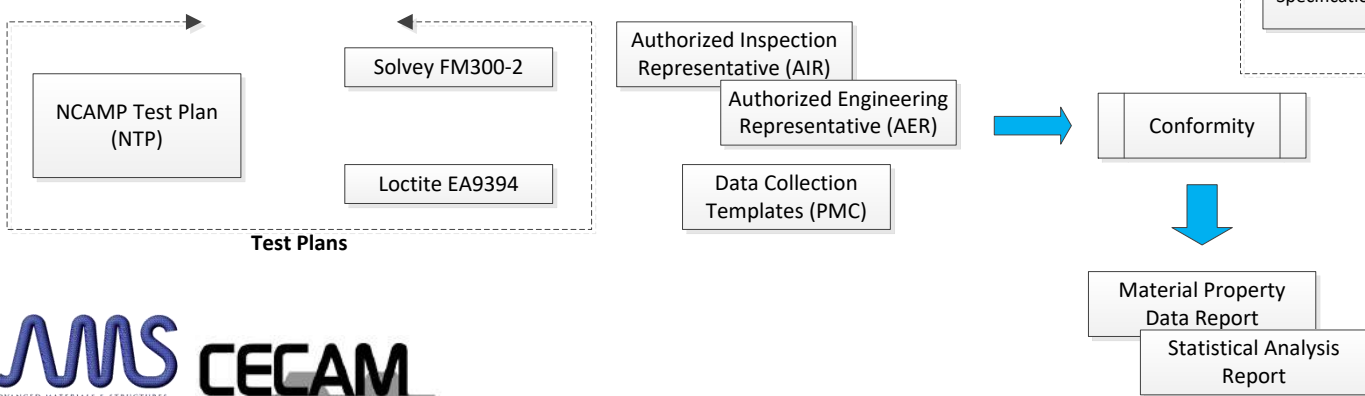 Solvey FM300-2
NCAMP Test Plan
(NTP)
Loctite EA9394
Test Plans
Authorized Inspection
Representative (AIR)
Authorized Engineering
Representative (AER)
Data Collection
Templates (PMC)
Conformity
Material Property
Data Report
Statistical Analysis
Report
AMS
CECAM